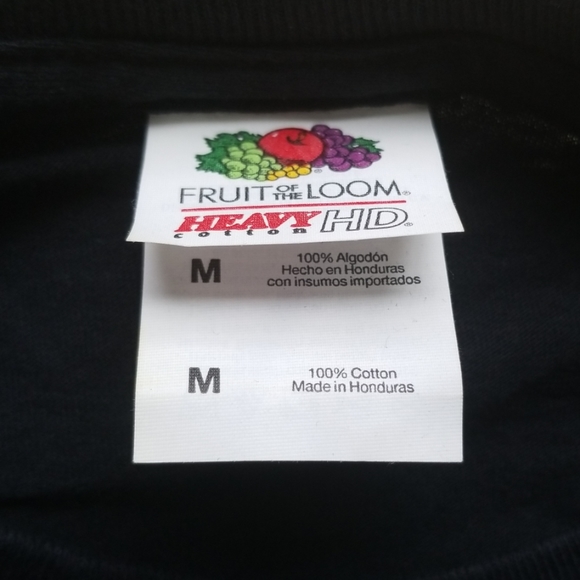 FRUIT OF THE LOOM®
HEAVY HD®
cotton
M
100% Algodón
Hecho en Honduras
con insumos importados
M
100% Cotton
Made in Honduras